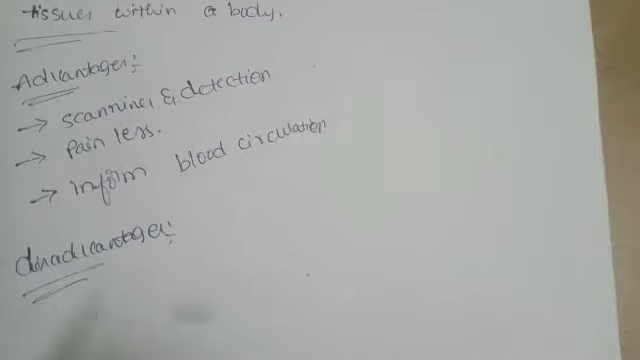 tissues within a body.
Advantages:-
→ scanning & detection
→ Pain less.
→ inform blood circulation
disadvantages:-